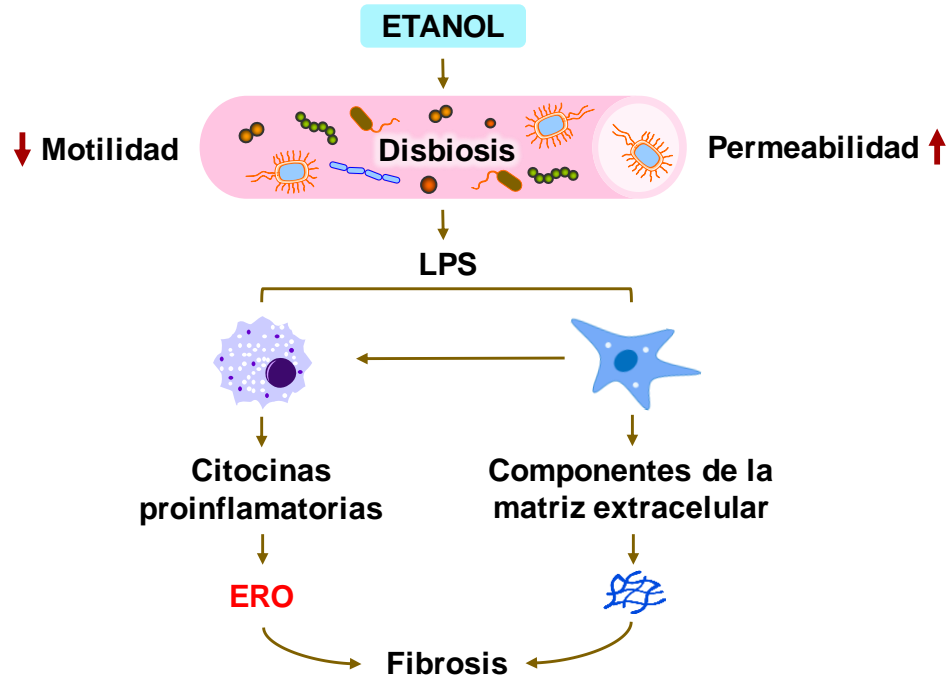 ETANOL
Motilidad
Disbiosis
Permeabilidad
LPS
Citocinas
proinflamatorias
Componentes de la
matriz extracelular
ERO
Fibrosis